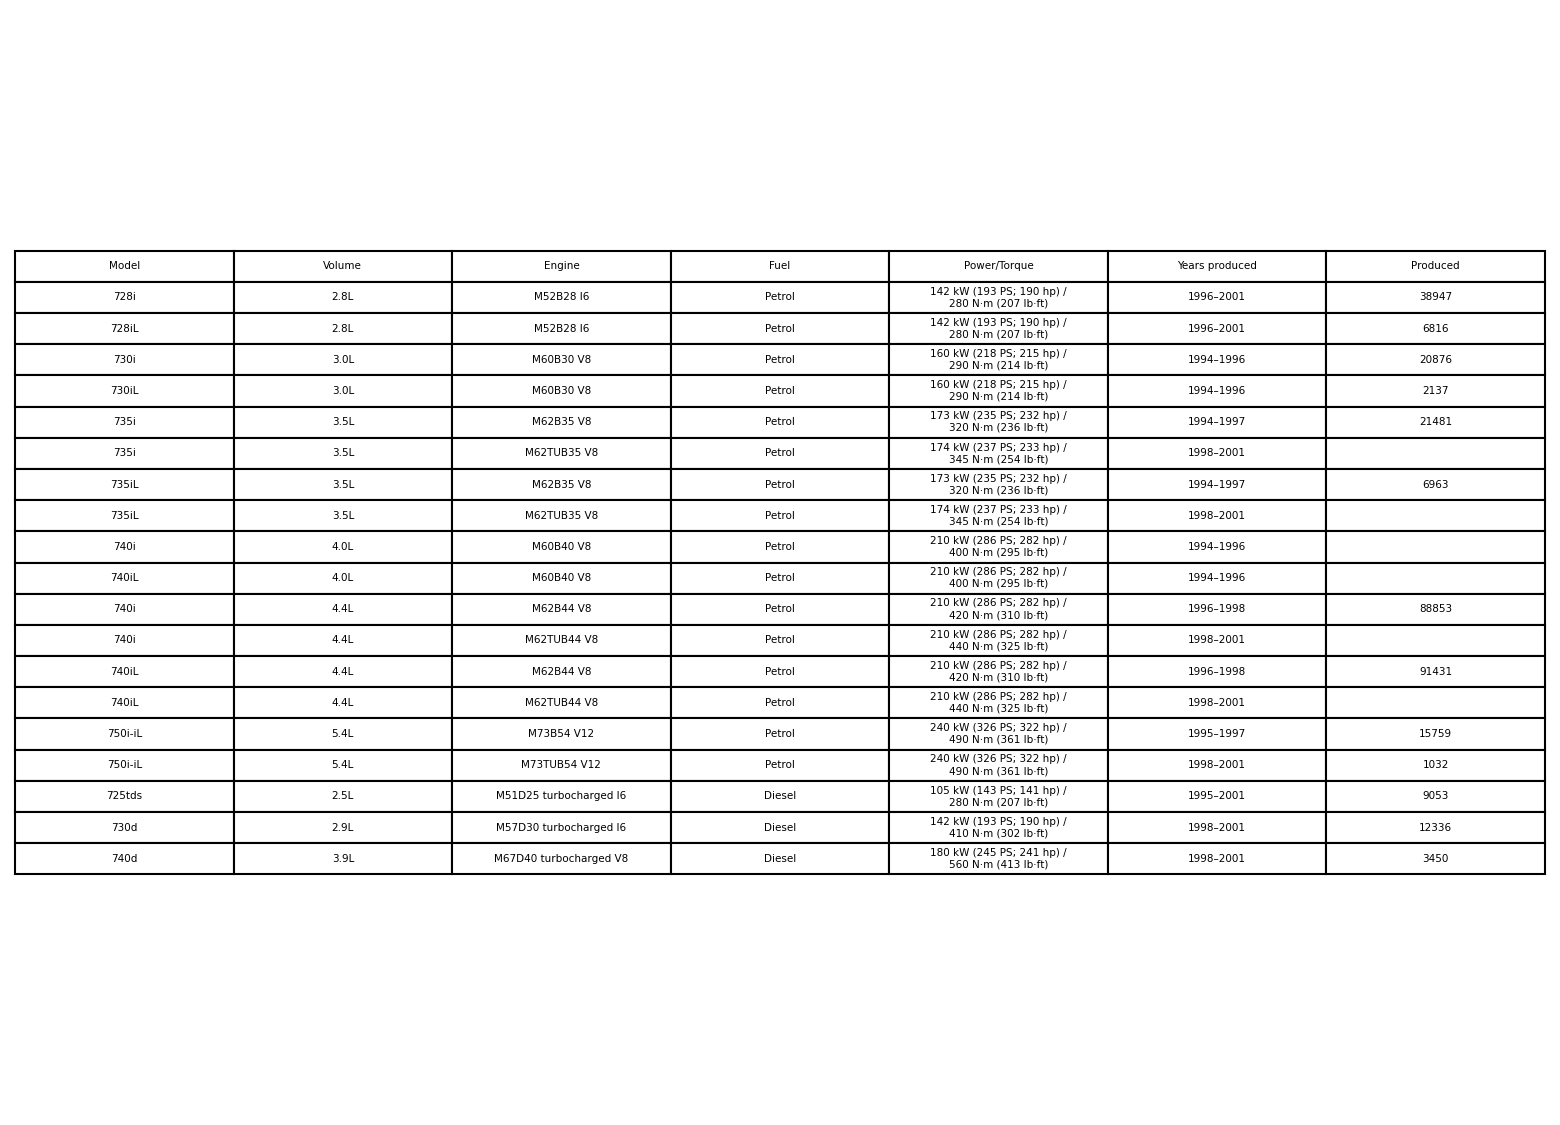 Model Volume Engine Fuel Power/Torque Years produced Produced
728i 2.8L M52B28 I6 Petrol 142 kW (193 PS; 190 hp) /
280 N·m (207 lb·ft) 1996–2001 38947
728iL 2.8L M52B28 I6 Petrol 142 kW (193 PS; 190 hp) /
280 N·m (207 lb·ft) 1996–2001 6816
730i 3.0L M60B30 V8 Petrol 160 kW (218 PS; 215 hp) /
290 N·m (214 lb·ft) 1994–1996 20876
730iL 3.0L M60B30 V8 Petrol 160 kW (218 PS; 215 hp) /
290 N·m (214 lb·ft) 1994–1996 2137
735i 3.5L M62B35 V8 Petrol 173 kW (235 PS; 232 hp) /
320 N·m (236 lb·ft) 1994–1997 21481
735i 3.5L M62TUB35 V8 Petrol 174 kW (237 PS; 233 hp) /
345 N·m (254 lb·ft) 1998–2001
735iL 3.5L M62B35 V8 Petrol 173 kW (235 PS; 232 hp) /
320 N·m (236 lb·ft) 1994–1997 6963
735iL 3.5L M62TUB35 V8 Petrol 174 kW (237 PS; 233 hp) /
345 N·m (254 lb·ft) 1998–2001
740i 4.0L M60B40 V8 Petrol 210 kW (286 PS; 282 hp) /
400 N·m (295 lb·ft) 1994–1996
740iL 4.0L M60B40 V8 Petrol 210 kW (286 PS; 282 hp) /
400 N·m (295 lb·ft) 1994–1996
740i 4.4L M62B44 V8 Petrol 210 kW (286 PS; 282 hp) /
420 N·m (310 lb·ft) 1996–1998 88853
740i 4.4L M62TUB44 V8 Petrol 210 kW (286 PS; 282 hp) /
440 N·m (325 lb·ft) 1998–2001
740iL 4.4L M62B44 V8 Petrol 210 kW (286 PS; 282 hp) /
420 N·m (310 lb·ft) 1996–1998 91431
740iL 4.4L M62TUB44 V8 Petrol 210 kW (286 PS; 282 hp) /
440 N·m (325 lb·ft) 1998–2001
750i-iL 5.4L M73B54 V12 Petrol 240 kW (326 PS; 322 hp) /
490 N·m (361 lb·ft) 1995–1997 15759
750i-iL 5.4L M73TUB54 V12 Petrol 240 kW (326 PS; 322 hp) /
490 N·m (361 lb·ft) 1998–2001 1032
725tds 2.5L M51D25 turbocharged I6 Diesel 105 kW (143 PS; 141 hp) /
280 N·m (207 lb·ft) 1995–2001 9053
730d 2.9L M57D30 turbocharged I6 Diesel 142 kW (193 PS; 190 hp) /
410 N·m (302 lb·ft) 1998–2001 12336
740d 3.9L M67D40 turbocharged V8 Diesel 180 kW (245 PS; 241 hp) /
560 N·m (413 lb·ft) 1998–2001 3450